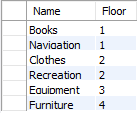 Name Floor
Books 1
Navigation 1
Clothes 2
Recreation 2
Equipment 3
Furniture 4